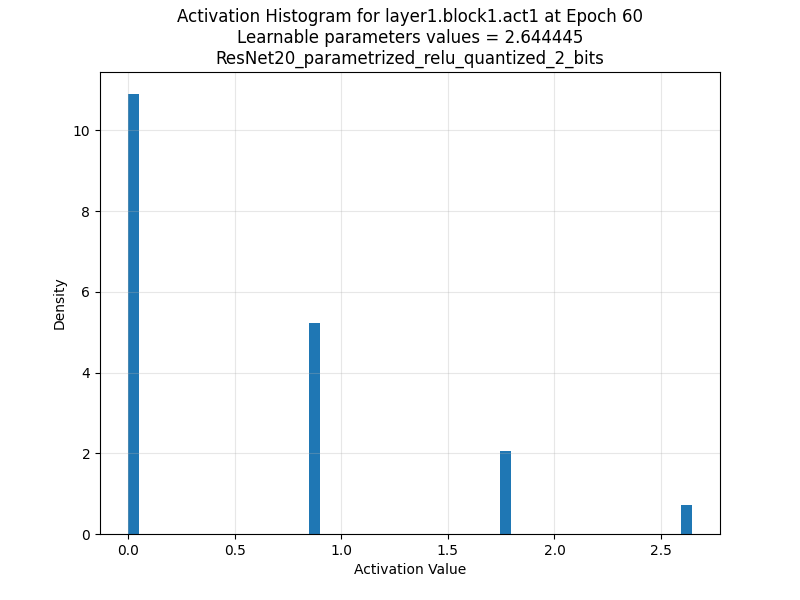 Activation Histogram for layer1.block1.act1 at Epoch 60
Learnable parameters values = 2.644445
ResNet20_parametrized_relu_quantized_2_bits
10
8
6
4
2
0
Density
0.0 0.5 1.0 1.5 2.0 2.5
Activation Value